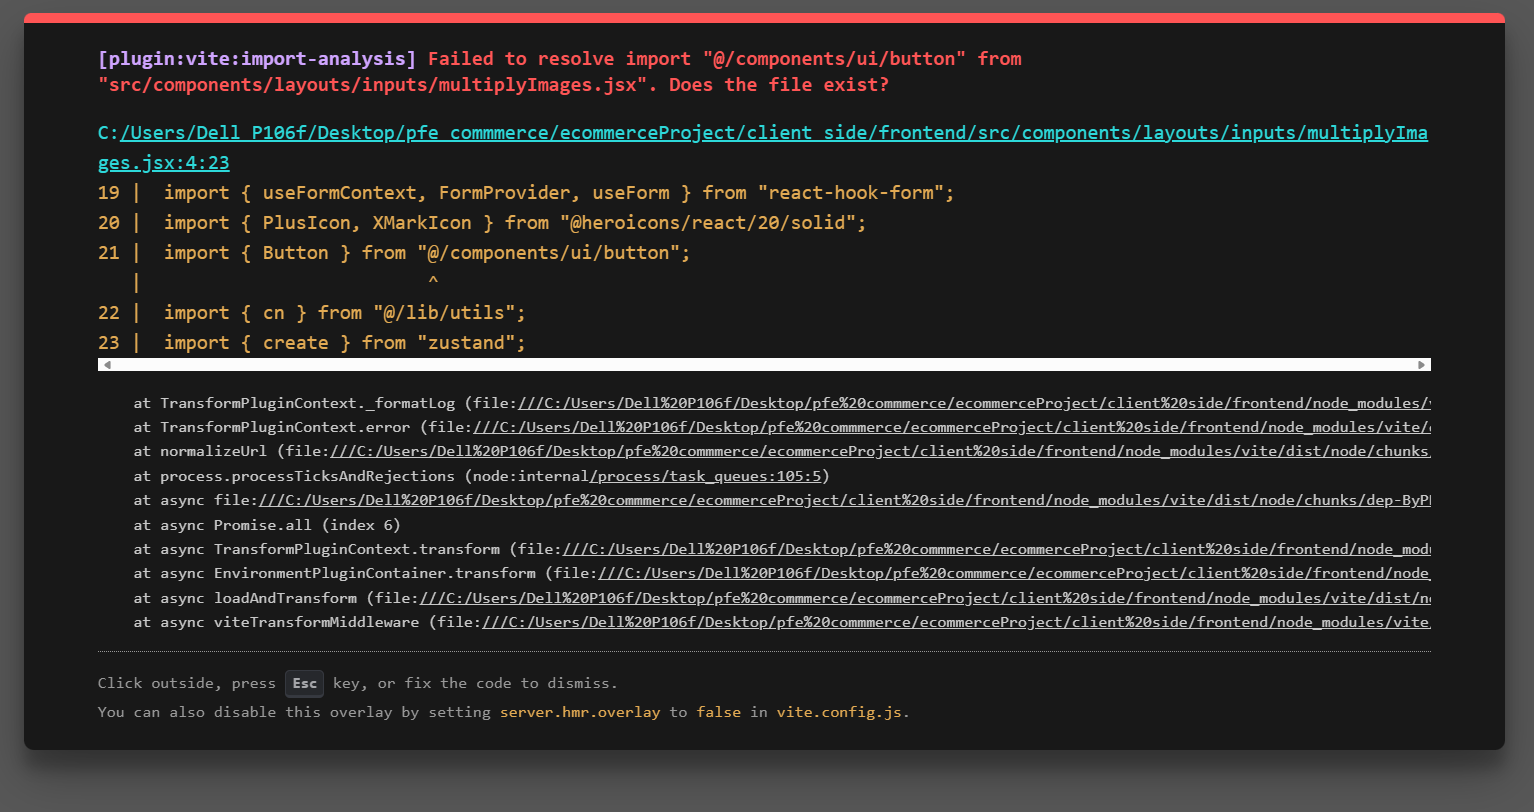 [plugin:vite:import-analysis] Failed to resolve import "@/components/ui/button" from
"src/components/layouts/inputs/multiplyImages.jsx". Does the file exist?
C:/Users/Dell P106f/Desktop/pfe commmerce/ecommerceProject/client side/frontend/src/components/layouts/inputs/multiplyIma
ges.jsx:4:23
19 |  import { useFormContext, FormProvider, useForm } from "react-hook-form";
20 |  import { PlusIcon, XMarkIcon } from "@heroicons/react/20/solid";
21 |  import { Button } from "@/components/ui/button";
   |                          ^
22 |  import { cn } from "@/lib/utils";
23 |  import { create } from "zustand";
at TransformPluginContext._formatLog (file:///C:/Users/Dell%20P106f/Desktop/pfe%20commmerce/ecommerceProject/client%20side/frontend/node_modules/
at TransformPluginContext.error (file:///C:/Users/Dell%20P106f/Desktop/pfe%20commmerce/ecommerceProject/client%20side/frontend/node_modules/vite/
at normalizeUrl (file:///C:/Users/Dell%20P106f/Desktop/pfe%20commmerce/ecommerceProject/client%20side/frontend/node_modules/vite/dist/node/chunks
at process.processTicksAndRejections (node:internal/process/task_queues:105:5)
at async file:///C:/Users/Dell%20P106f/Desktop/pfe%20commmerce/ecommerceProject/client%20side/frontend/node_modules/vite/dist/node/chunks/dep-ByP
at async Promise.all (index 6)
at async TransformPluginContext.transform (file:///C:/Users/Dell%20P106f/Desktop/pfe%20commmerce/ecommerceProject/client%20side/frontend/node_mod
at async EnvironmentPluginContainer.transform (file:///C:/Users/Dell%20P106f/Desktop/pfe%20commmerce/ecommerceProject/client%20side/frontend/node_
at async loadAndTransform (file:///C:/Users/Dell%20P106f/Desktop/pfe%20commmerce/ecommerceProject/client%20side/frontend/node_modules/vite/dist/n
at async viteTransformMiddleware (file:///C:/Users/Dell%20P106f/Desktop/pfe%20commmerce/ecommerceProject/client%20side/frontend/node_modules/vite
Click outside, press Esc key, or fix the code to dismiss.
You can also disable this overlay by setting server.hmr.overlay to false in vite.config.js.